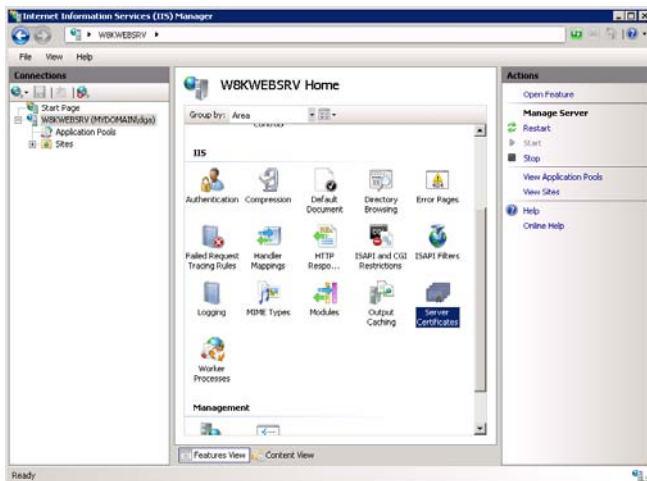 Internet Information Services (IIS) Manager
W8KWEBSRV
File View Help
Connections
Start Page
W8KWEBSRV (MYDOMAIN\dga)
Application Pools
Sites
W8KWEBSRV Home
Group by: Area
IIS
Authentication Compression Default Document Directory Browsing Error Pages
Failed Request Tracing Rules Handler Mappings HTTP Respo... ISAPI and CGI Restrictions ISAPI Filters
Logging MIME Types Modules Output Caching Server Certificates
Worker Processes
Management
Features View Content View
Actions
Open Feature
Manage Server
Restart
Start
Stop
View Application Pools
View Sites
Help
Online Help
Ready